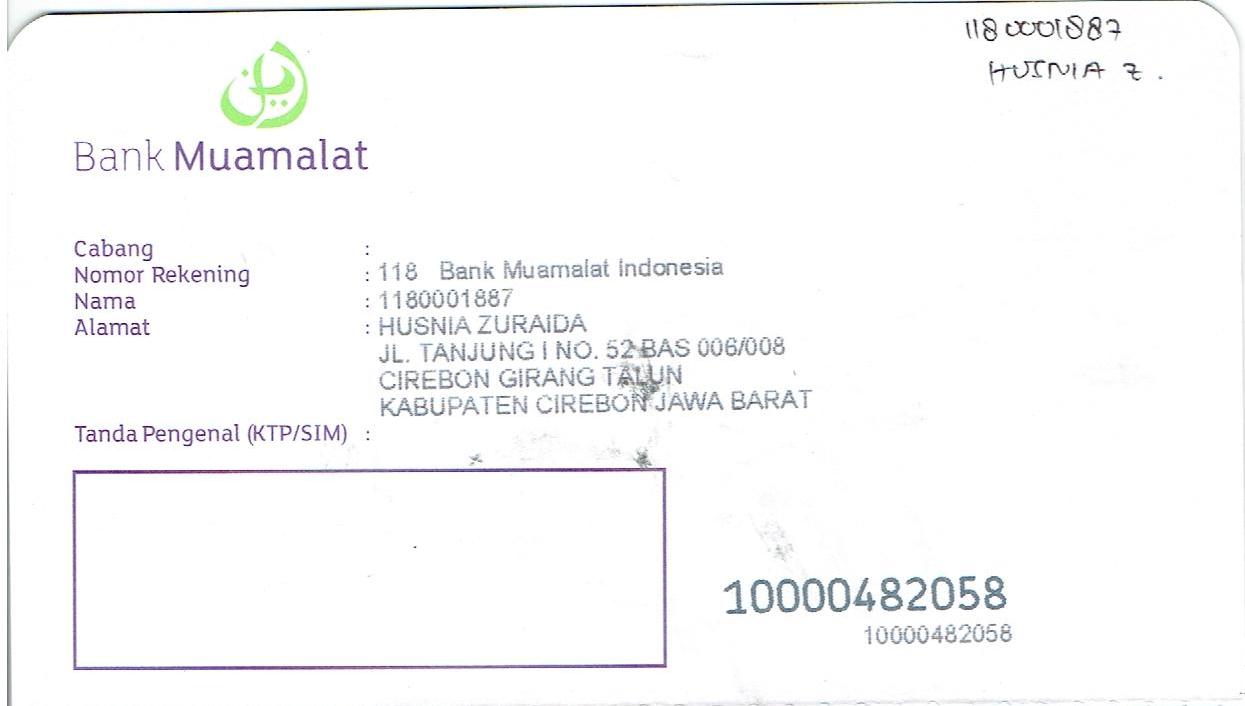 1180001887
HUSNIA Z.
Bank Muamalat
Cabang :
Nomor Rekening : 118 Bank Muamalat Indonesia
Nama : 1180001887
Alamat : HUSNIA ZURAIDA
JL. TANJUNG I NO. 52 BAS 006/008
CIREBON GIRANG TALUN
KABUPATEN CIREBON JAWA BARAT
Tanda Pengenal (KTP/SIM) :
10000482058
10000482058